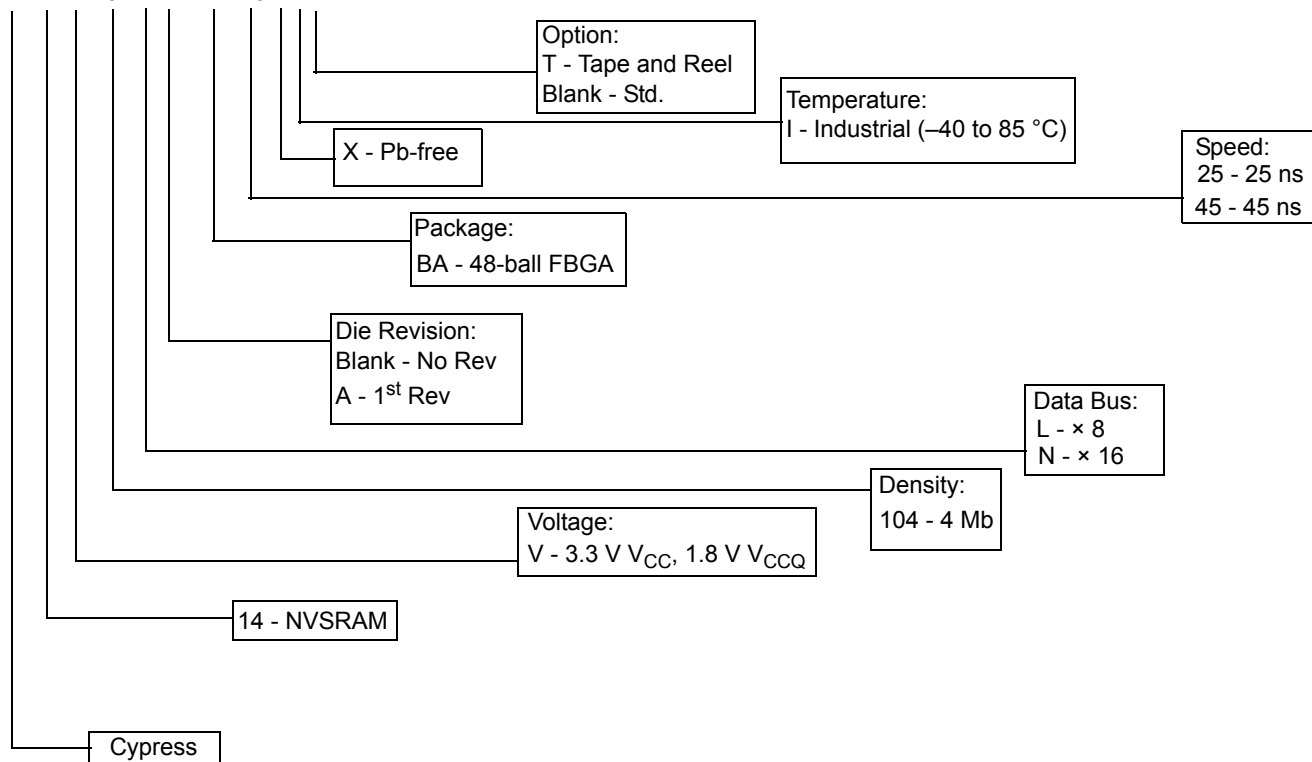 Option:
T - Tape and Reel
Blank - Std.
Temperature:
I - Industrial (–40 to 85 °C)
X - Pb-free
Speed:
25 - 25 ns
45 - 45 ns
Package:
BA - 48-ball FBGA
Die Revision:
Blank - No Rev
A - 1st Rev
Data Bus:
L - × 8
N - × 16
Density:
104 - 4 Mb
Voltage:
V - 3.3 V VCC, 1.8 V VCCQ
14 - NVSRAM
Cypress